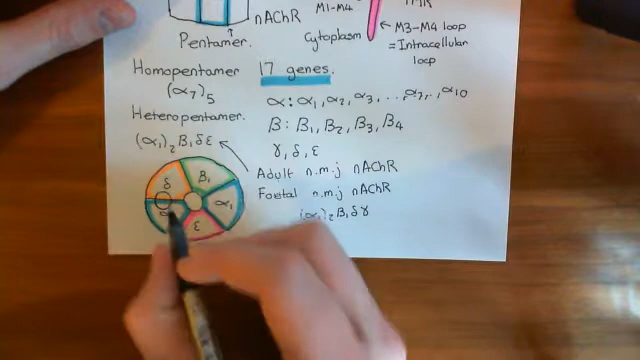 nAChR
M1-M4
Cytoplasm
M3-M4 loop
= Intracellular
loop
Pentamer.
Homopentamer
(α7)5
17 genes.
α: α1, α2, α3, ... α7, .. α10
Heteropentamer.
β: β1, β2, β3, β4
(α1)2 β1 δ ε
γ, δ, ε
Adult n.m.j nAChR
Foetal n.m.j nAChR
(α1)2 β1 δ γ
δ
β1
α1
ε
α